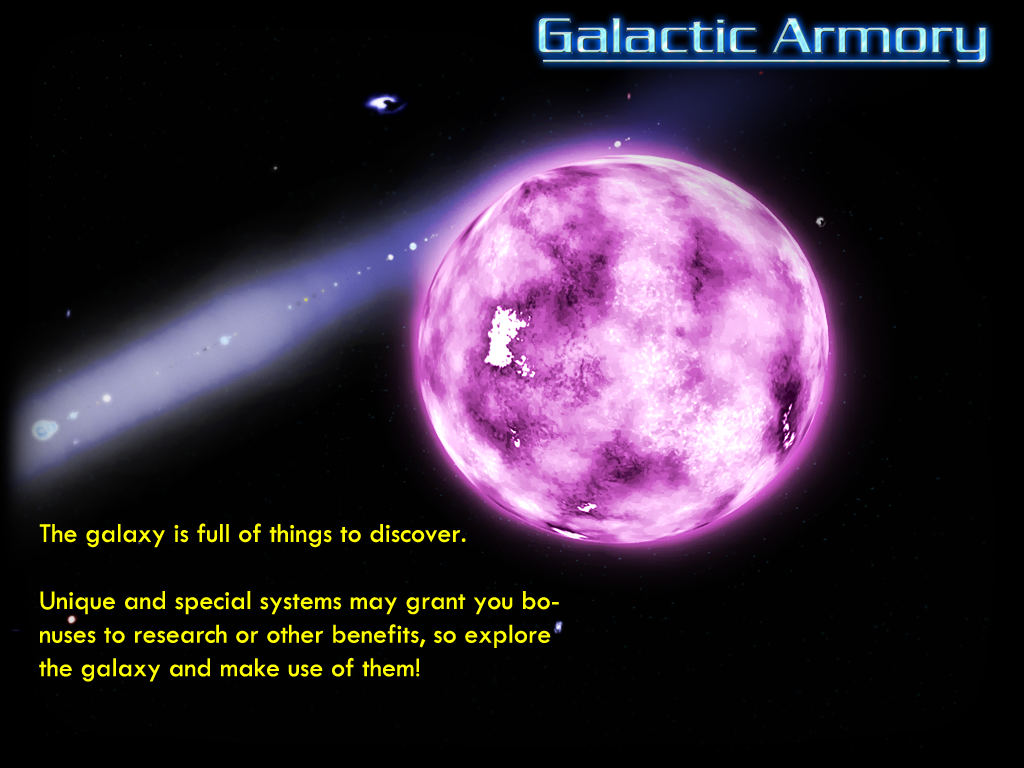 Galactic Armory
The galaxy is full of things to discover.
Unique and special systems may grant you bo-
nuses to research or other benefits, so explore
the galaxy and make use of them!